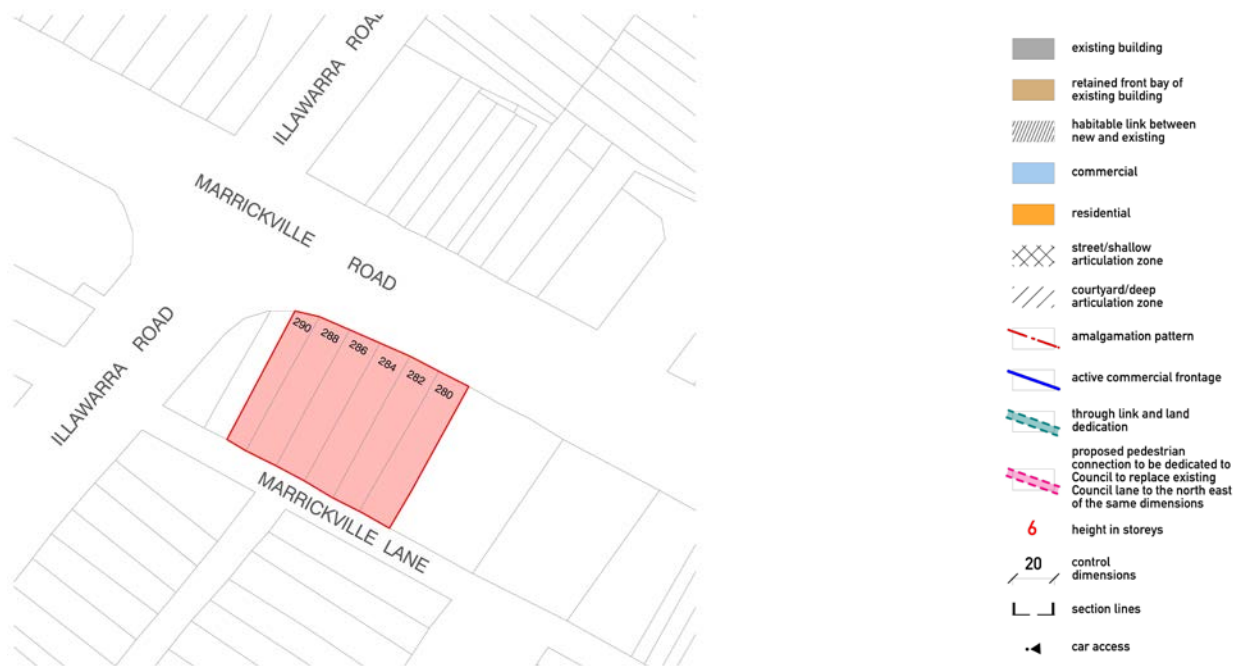 ILLAWARRA ROAD
MARRICKVILLE ROAD
ILLAWARRA ROAD
290
288
286
284
282
280
MARRICKVILLE LANE
existing building
retained front bay of
existing building
habitable link between
new and existing
commercial
residential
street/shallow
articulation zone
courtyard/deep
articulation zone
amalgamation pattern
active commercial frontage
through link and land
dedication
proposed pedestrian
connection to be dedicated to
Council to replace existing
Council lane to the north east
of the same dimensions
6
height in storeys
20
control
dimensions
section lines
car access